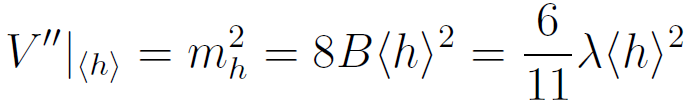 V''|_{⟨h⟩} = m_h^2 = 8B⟨h⟩^2 = \frac{6}{11} λ⟨h⟩^2